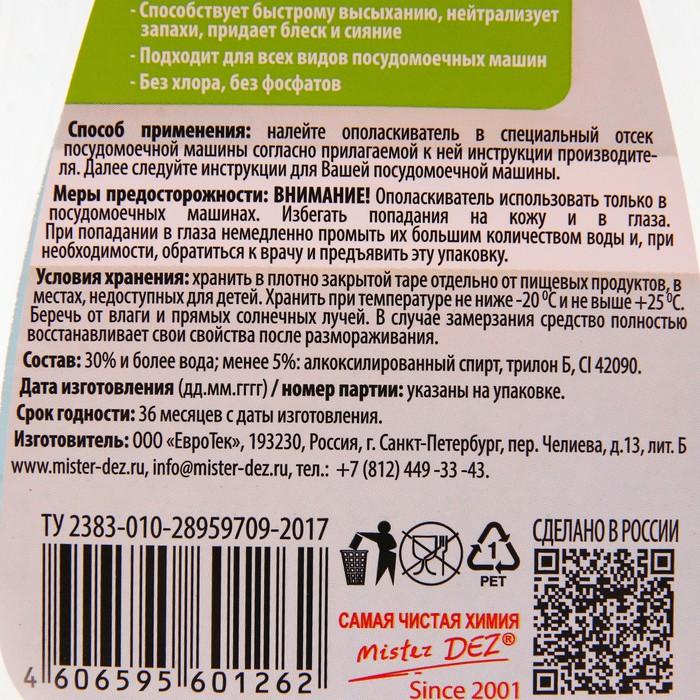 - Способствует быстрому высыханию, нейтрализует
запахи, придает блеск и сияние
- Подходит для всех видов посудомоечных машин
- Без хлора, без фосфатов
Способ применения: налейте ополаскиватель в специальный отсек
посудомоечной машины согласно прилагаемой к ней инструкции производите-
ля. Далее следуйте инструкции для Вашей посудомоечной машины.
Меры предосторожности: ВНИМАНИЕ! Ополаскиватель использовать только в
посудомоечных машинах. Избегать попадания на кожу и в глаза.
При попадании в глаза немедленно промыть их большим количеством воды и, при
необходимости, обратиться к врачу и предъявить эту упаковку.
Условия хранения: хранить в плотно закрытой таре отдельно от пищевых продуктов, в
местах, недоступных для детей. Хранить при температуре не ниже -20 ⁰С и не выше +25 ⁰С.
Беречь от влаги и прямых солнечных лучей. В случае замерзания средство полностью
восстанавливает свои свойства после размораживания.
Состав: 30% и более вода; менее 5%: алкоксилированный спирт, трилон Б, CI 42090.
Дата изготовления (дд.мм.гггг) / номер партии: указаны на упаковке.
Срок годности: 36 месяцев с даты изготовления.
Изготовитель: ООО «ЕвроТек», 193230, Россия, г. Санкт-Петербург, пер. Челиева, д.13, лит. Б
www.mister-dez.ru, info@mister-dez.ru, тел.: +7 (812) 449 -33 -43.
ТУ 2383-010-28959709-2017
СДЕЛАНО В РОССИИ
1
PET
САМАЯ ЧИСТАЯ ХИМИЯ
Mister DEZ®
Since 2001
4 606595 601262